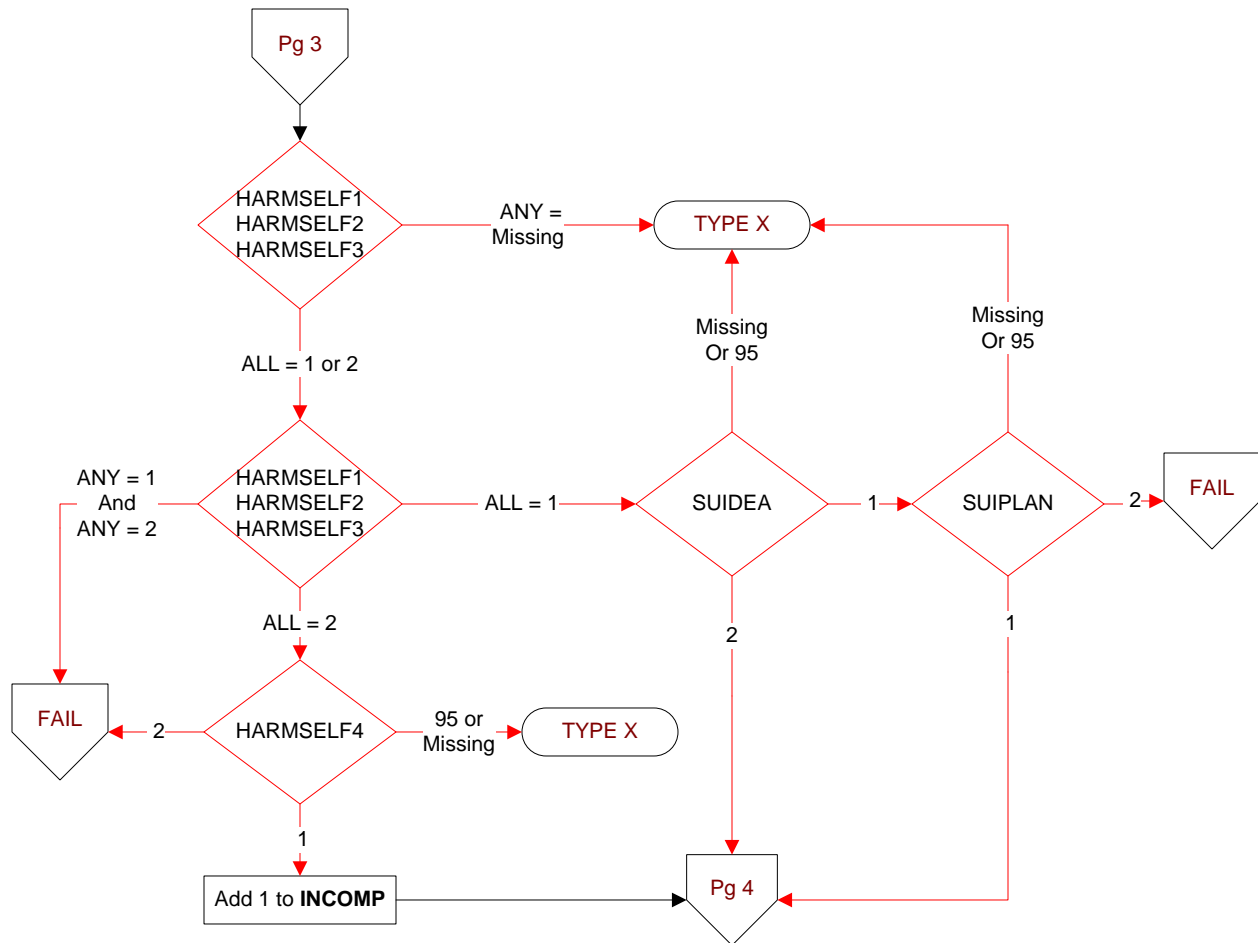 Pg 3
HARMSELF1
HARMSELF2
HARMSELF3
ANY =
Missing
TYPE X
Missing
Or 95
Missing
Or 95
ALL = 1 or 2
ANY = 1
And
ANY = 2
HARMSELF1
HARMSELF2
HARMSELF3
ALL = 1
SUIDEA
1
SUIPLAN
2
FAIL
ALL = 2
2
1
FAIL
2
HARMSELF4
95 or
Missing
TYPE X
1
Add 1 to INCOMP
Pg 4